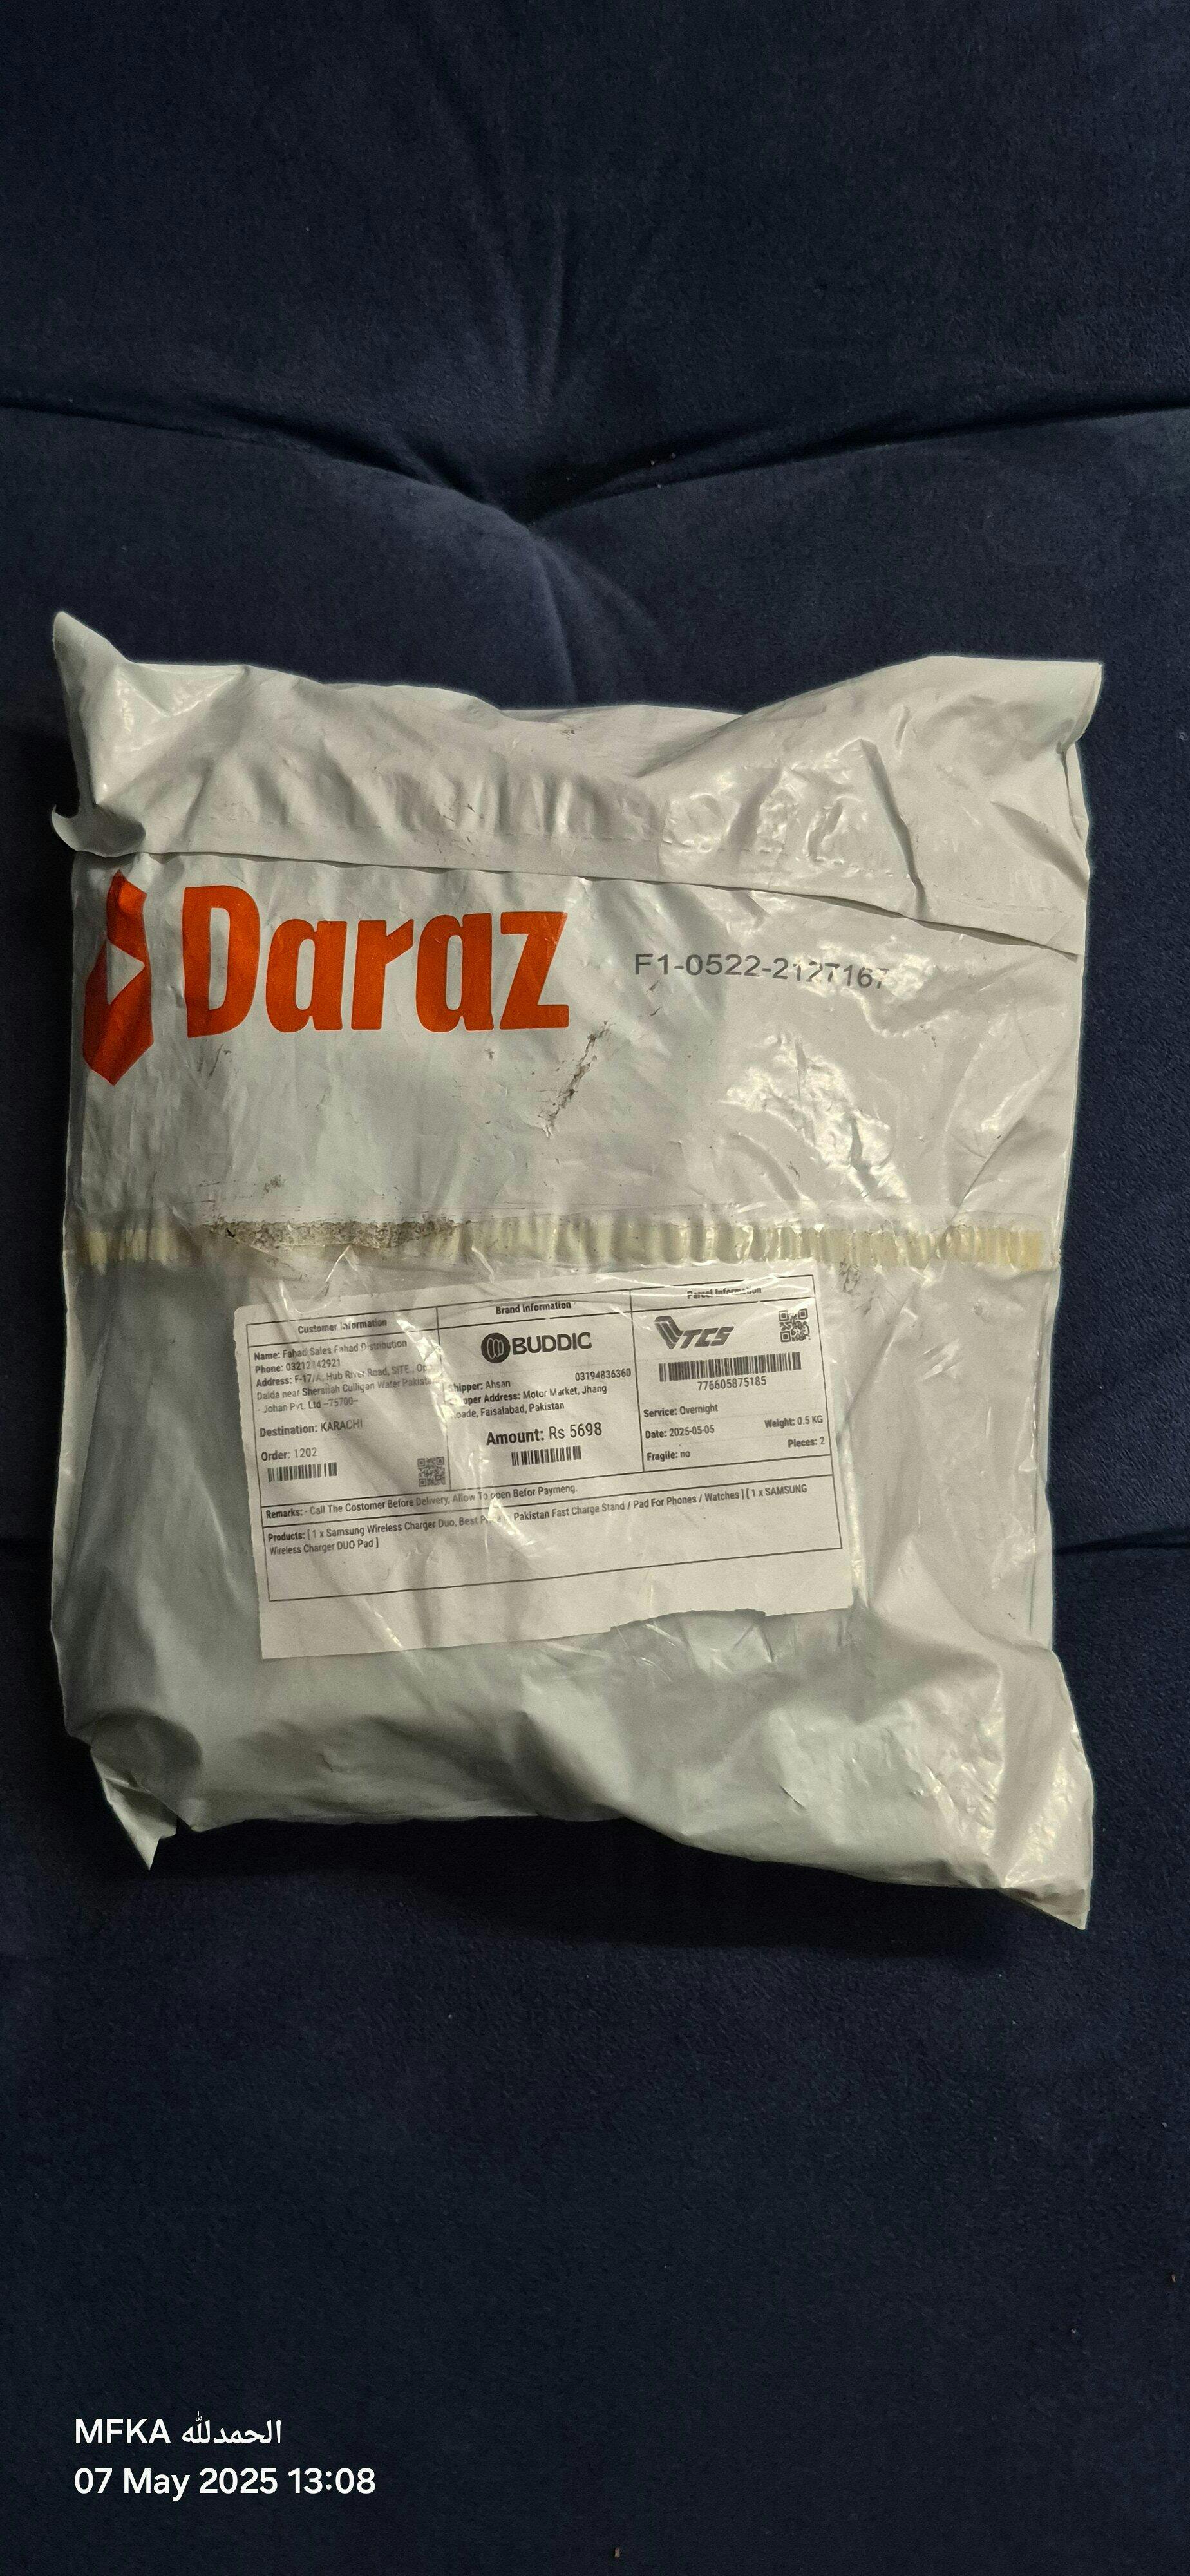 Daraz
F1-0522-2127167
Customer Information
Name: Fahad Sales Fahad Distribution
Phone: 03212142921
Address: F-17/A, Hub River Road, SITE., Opp
Dalda near Shershah Culligan Water Pakistan
- Johan Pvt. Ltd --75700--
Destination: KARACHI
Order: 1202
Brand Information
BUDDIC
Shipper: Ahsan 03194836360
Address: Motor Market, Jhang
Faisalabad, Pakistan
Amount: Rs 5698
Parcel Information
TCS
776605875185
Service: Overnight
Date: 2025-05-05 Weight: 0.5 KG
Fragile: no Pieces: 2
Remarks: - Call The Costomer Before Delivery, Allow To open Befor Paymeng.
Products: [ 1 x Samsung Wireless Charger Duo, Best Pakistan Fast Charge Stand / Pad For Phones / Watches ] [ 1 x SAMSUNG
Wireless Charger DUO Pad ]
MFKA الحمدلله
07 May 2025 13:08